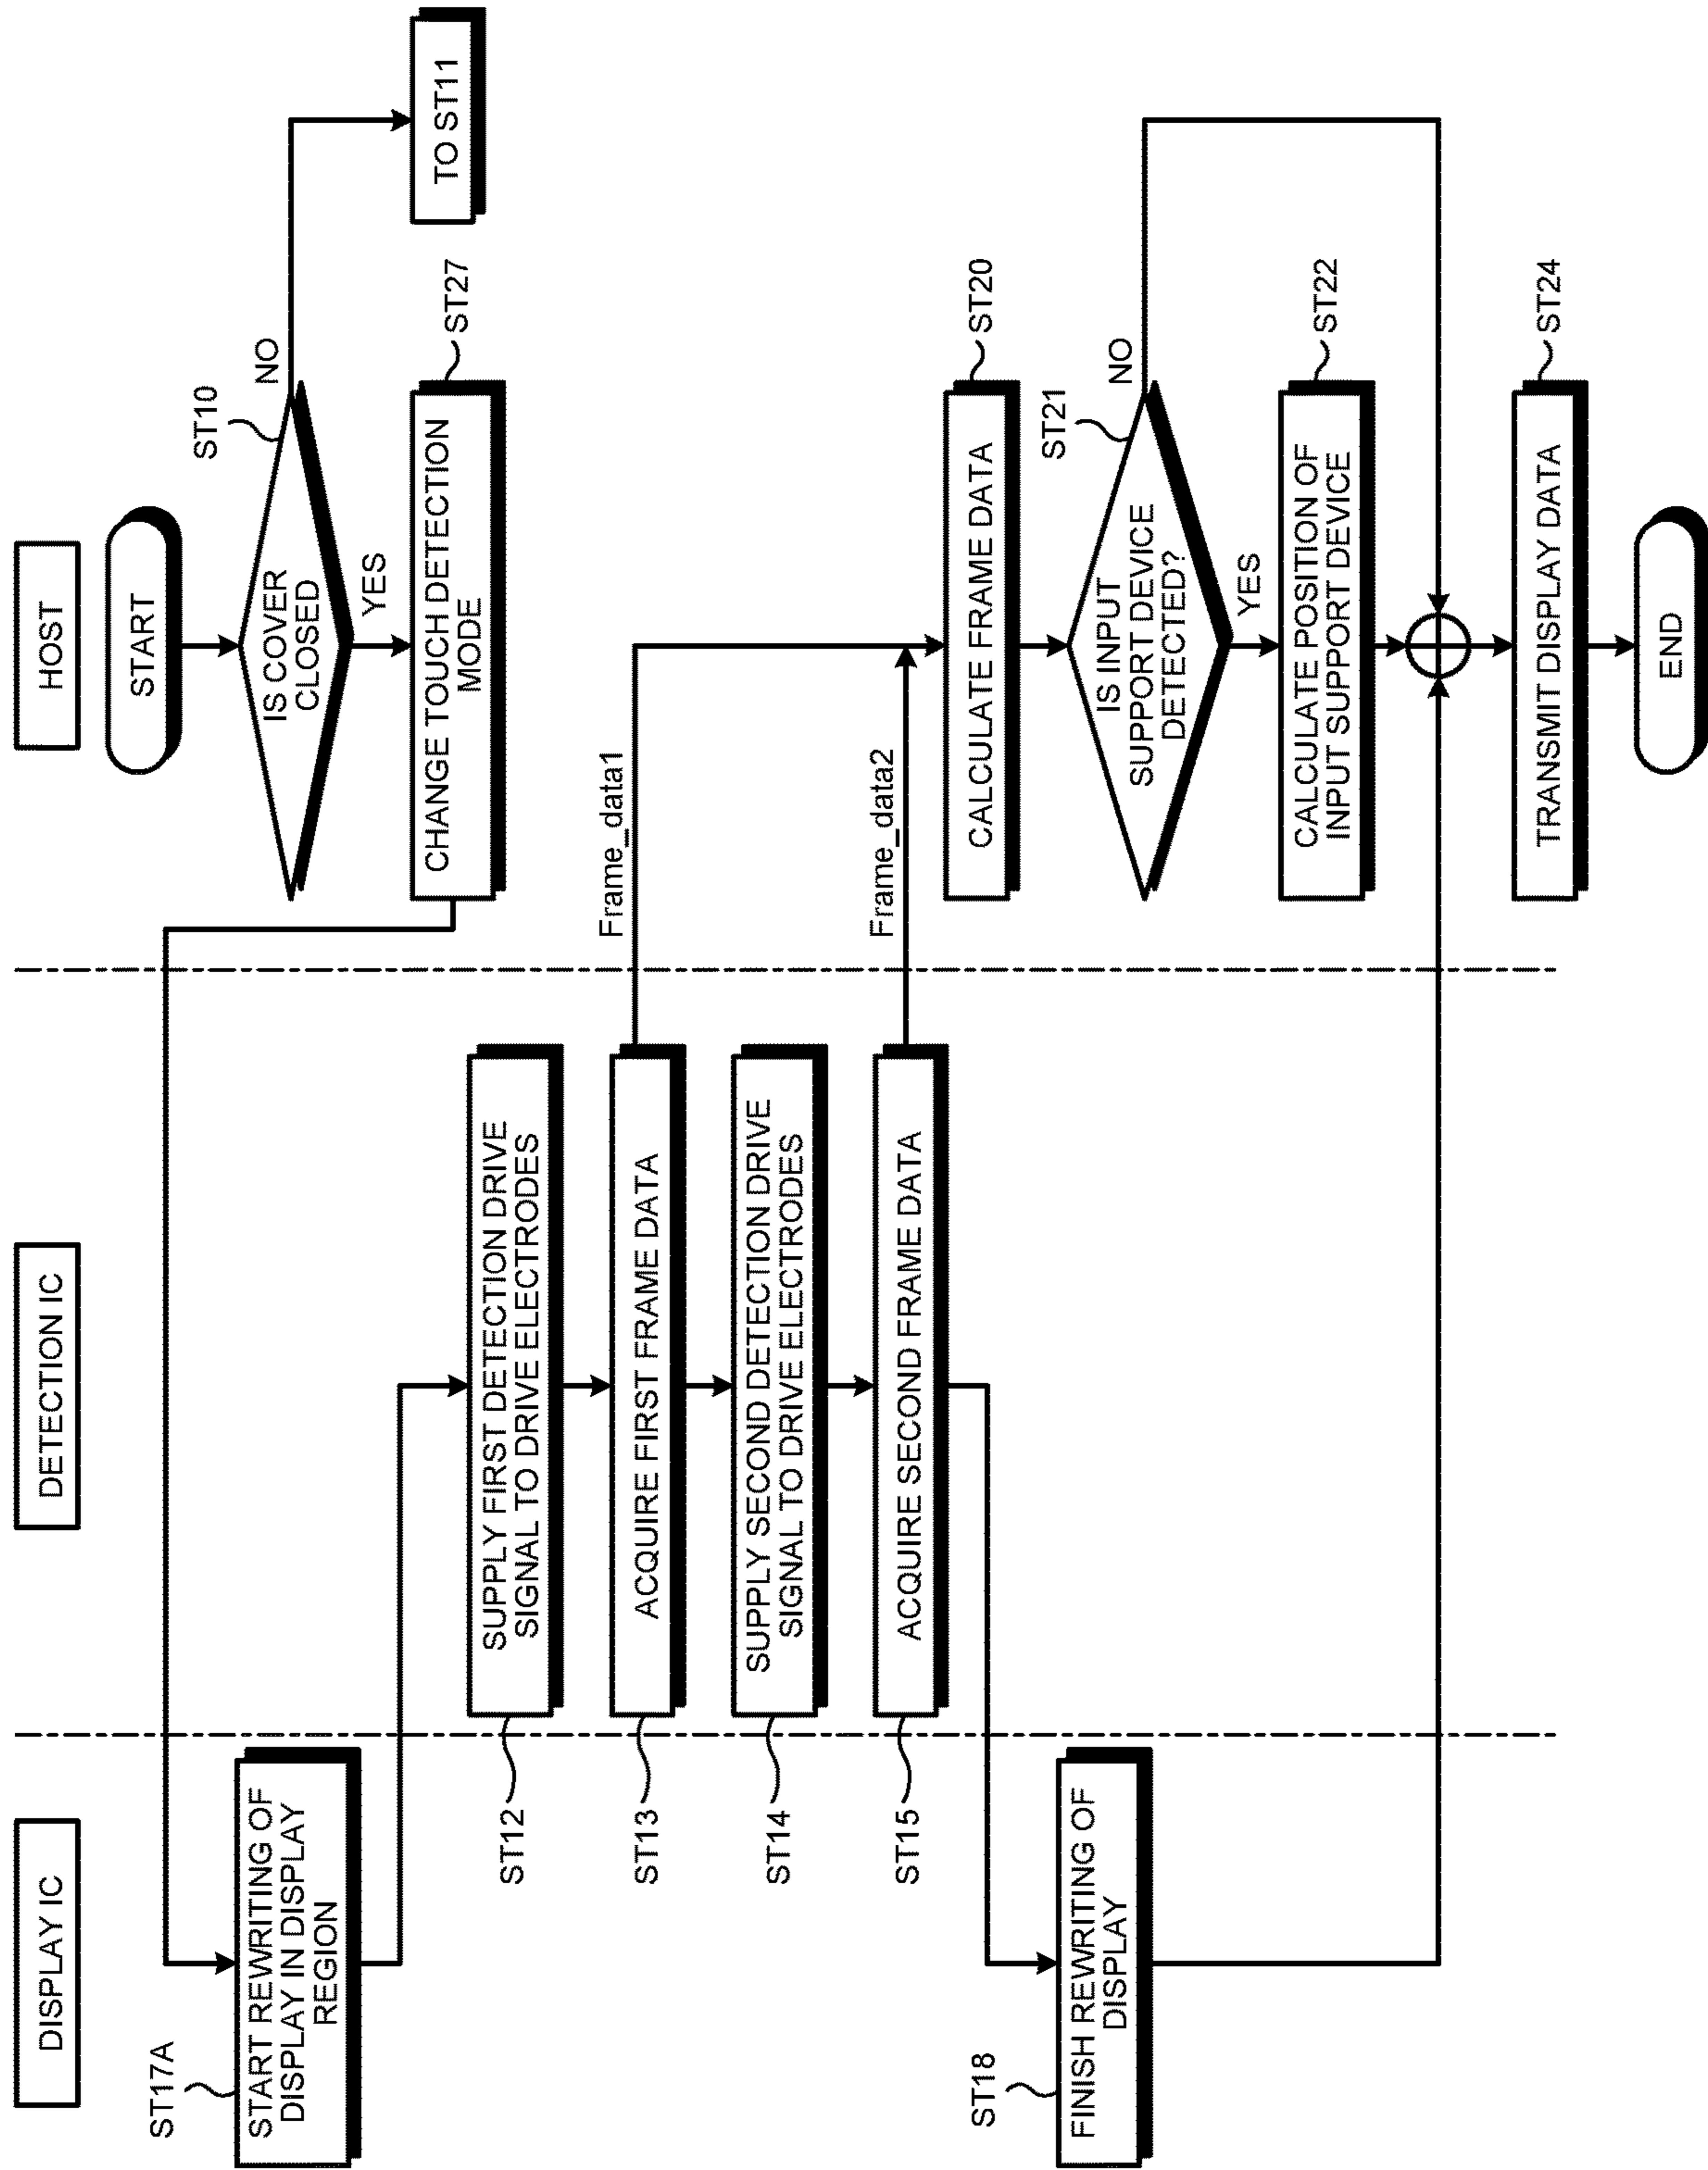 HOST
START
ST10
IS COVER
CLOSED
NO
YES
TO ST11
CHANGE TOUCH DETECTION
MODE
ST27
DETECTION IC
DISPLAY IC
ST17A
START REWRITING OF
DISPLAY IN DISPLAY
REGION
SUPPLY FIRST DETECTION DRIVE
SIGNAL TO DRIVE ELECTRODES
ST12
ACQUIRE FIRST FRAME DATA
ST13
Frame_data1
SUPPLY SECOND DETECTION DRIVE
SIGNAL TO DRIVE ELECTRODES
ST14
ACQUIRE SECOND FRAME DATA
ST15
Frame_data2
CALCULATE FRAME DATA
ST20
ST21
IS INPUT
SUPPORT DEVICE
DETECTED?
NO
YES
CALCULATE POSITION OF
INPUT SUPPORT DEVICE
ST22
ST18
FINISH REWRITING OF
DISPLAY
TRANSMIT DISPLAY DATA
ST24
END